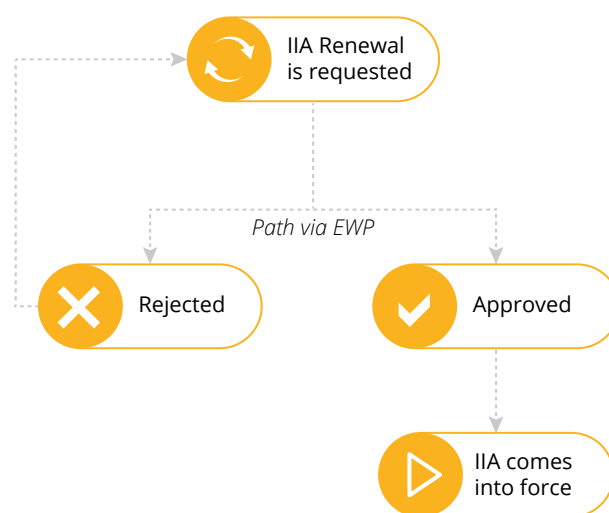 IIA Renewal
is requested
Path via EWP
Rejected
Approved
IIA comes
into force